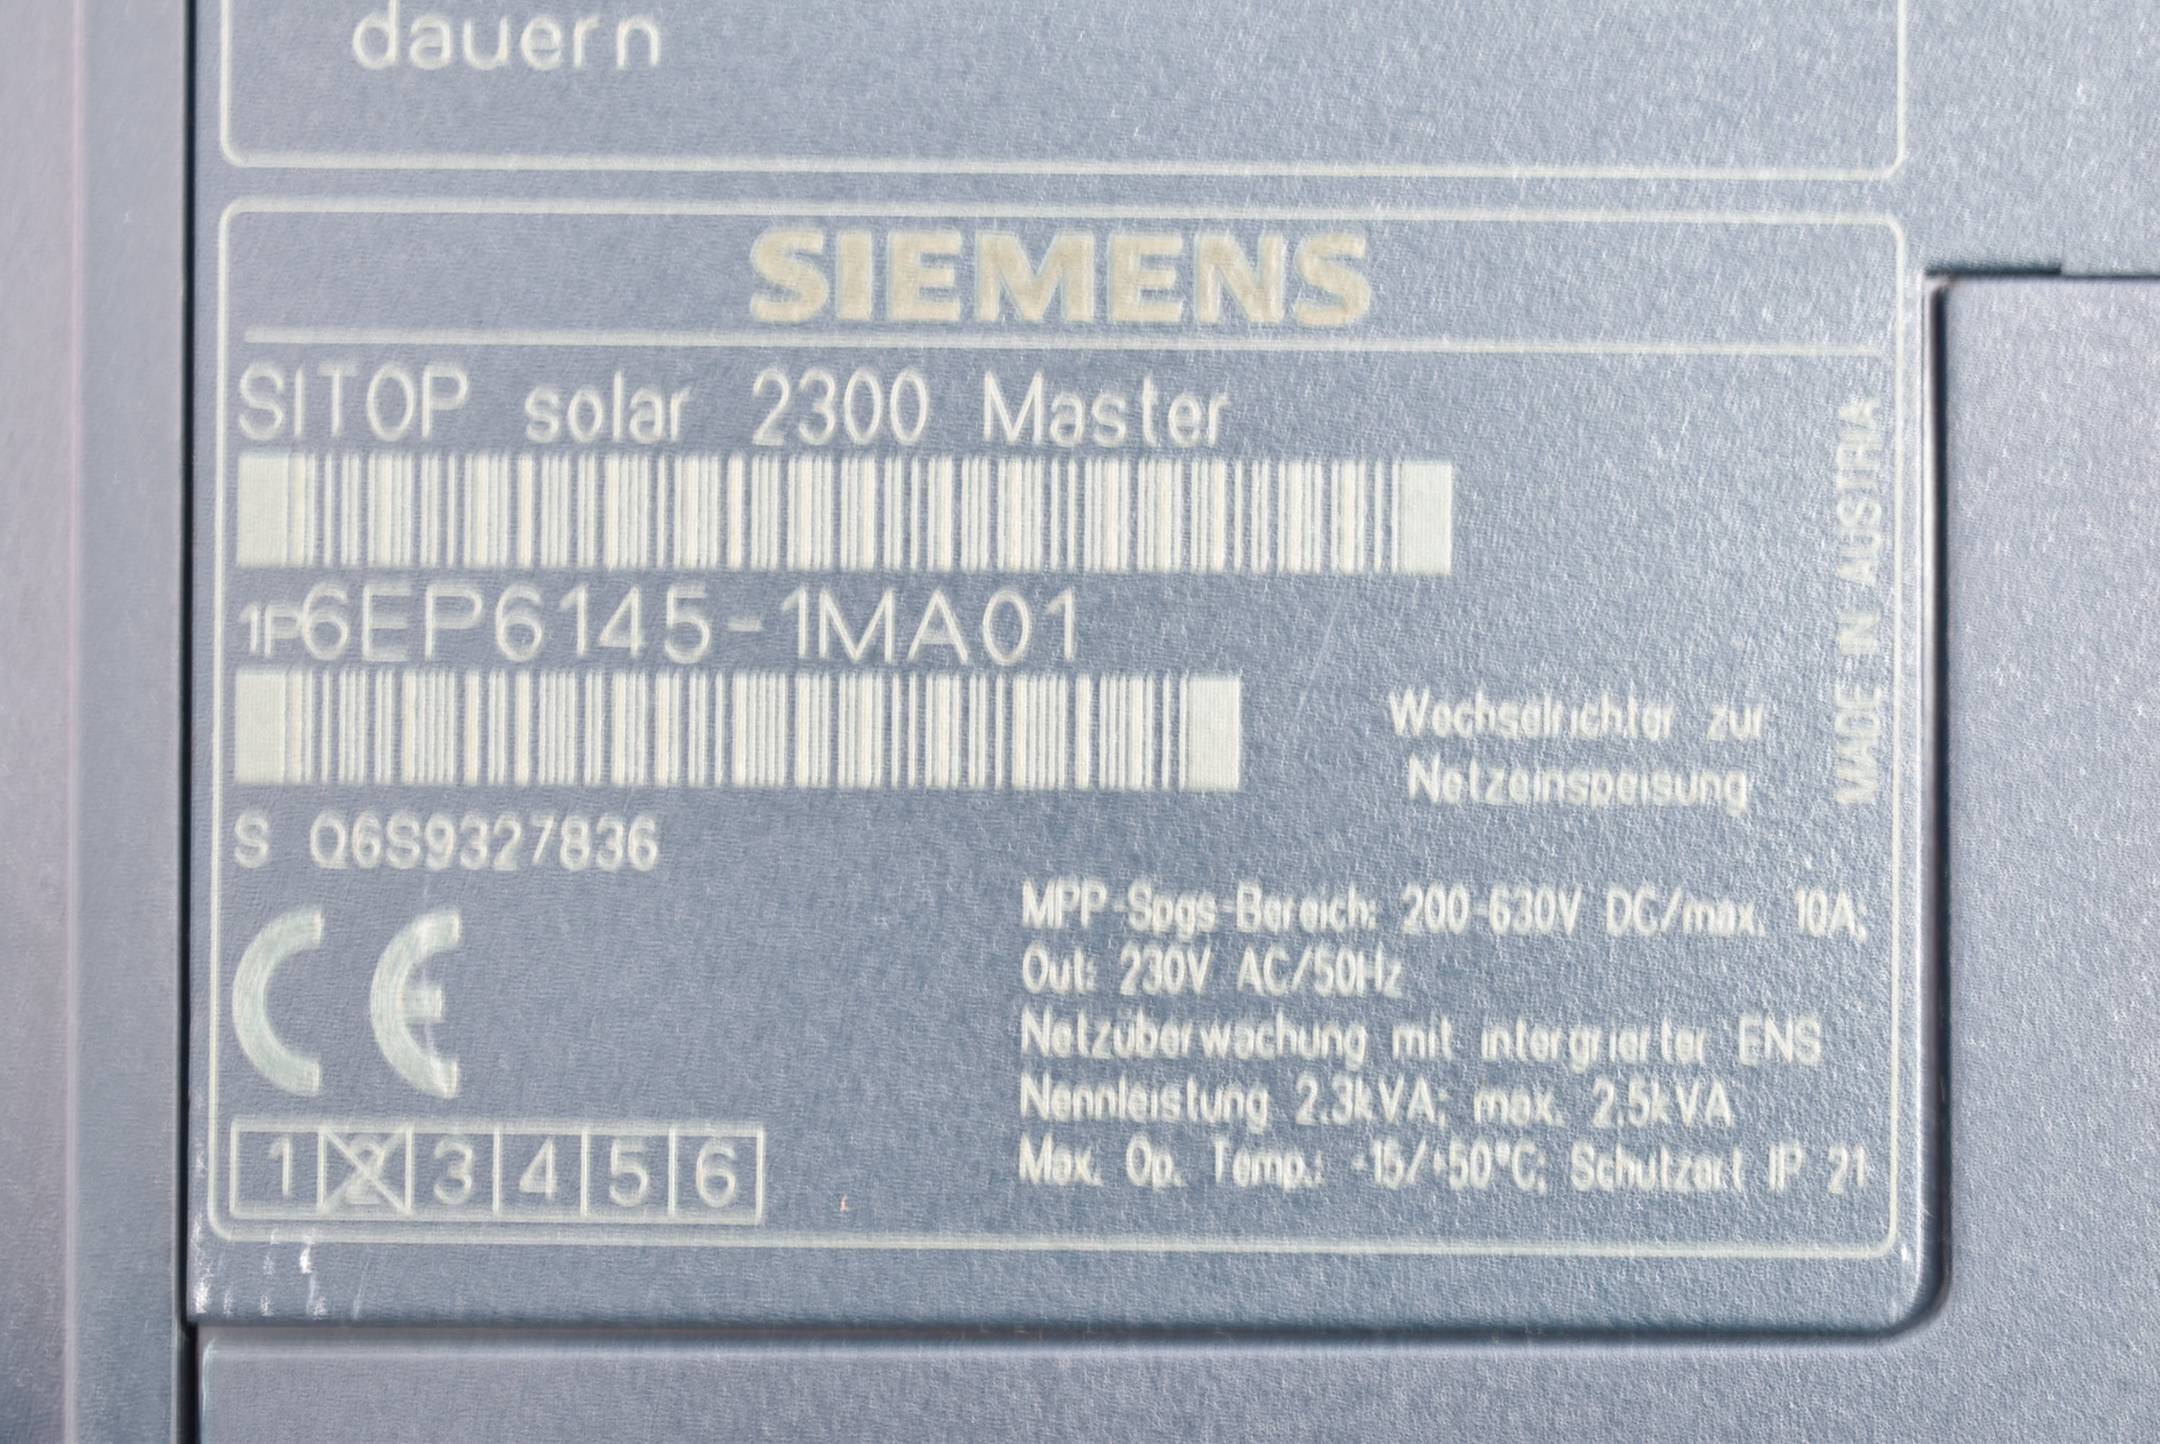 dauern
SIEMENS
SITOP solar 2300 Master
1P6EP6145-1MA01
S Q6S9327836
Wechselrichter zur
Netzeinspeisung
MADE IN AUSTRIA
MPP-Spgs-Bereich: 200-630V DC/max. 10A;
Out: 230V AC/50Hz
Netzüberwachung mit intergrierter ENS
Nennleistung 2.3kVA; max. 2.5kVA
Max. Op. Temp.: -15/+50°C; Schutzart IP 21
CE
1 2 3 4 5 6